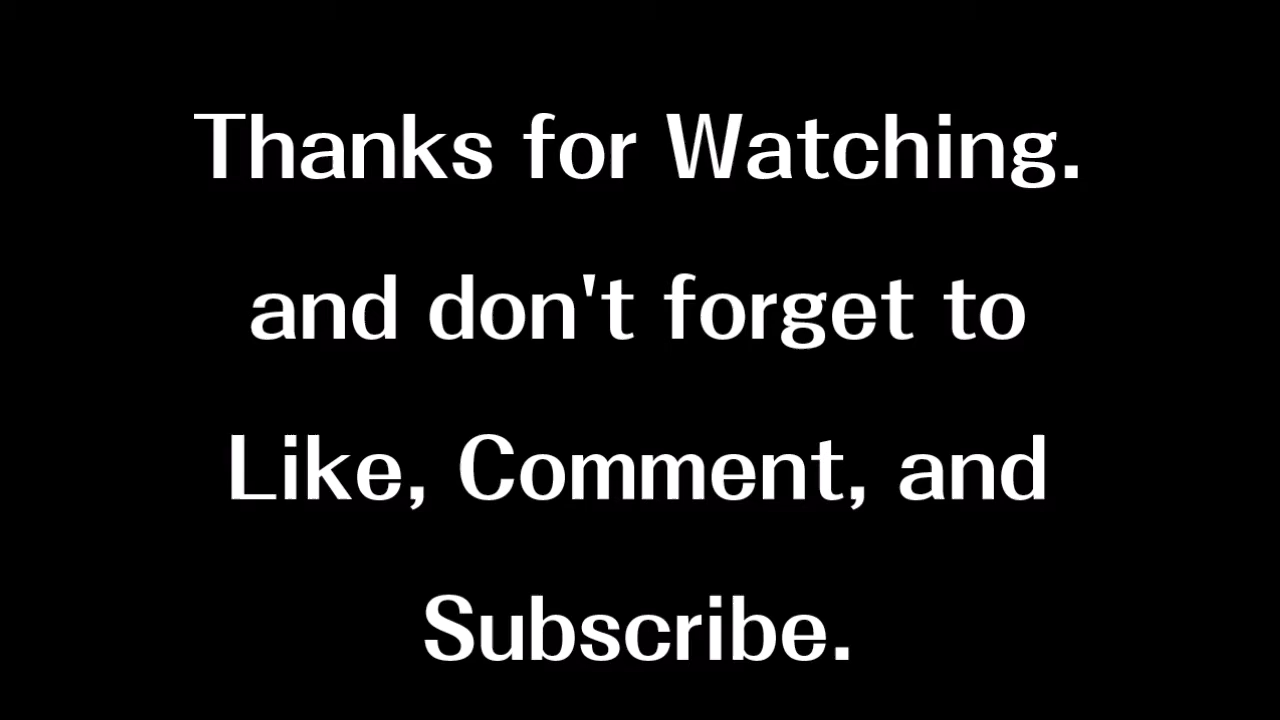 Thanks for Watching.
and don't forget to
Like, Comment, and
Subscribe.